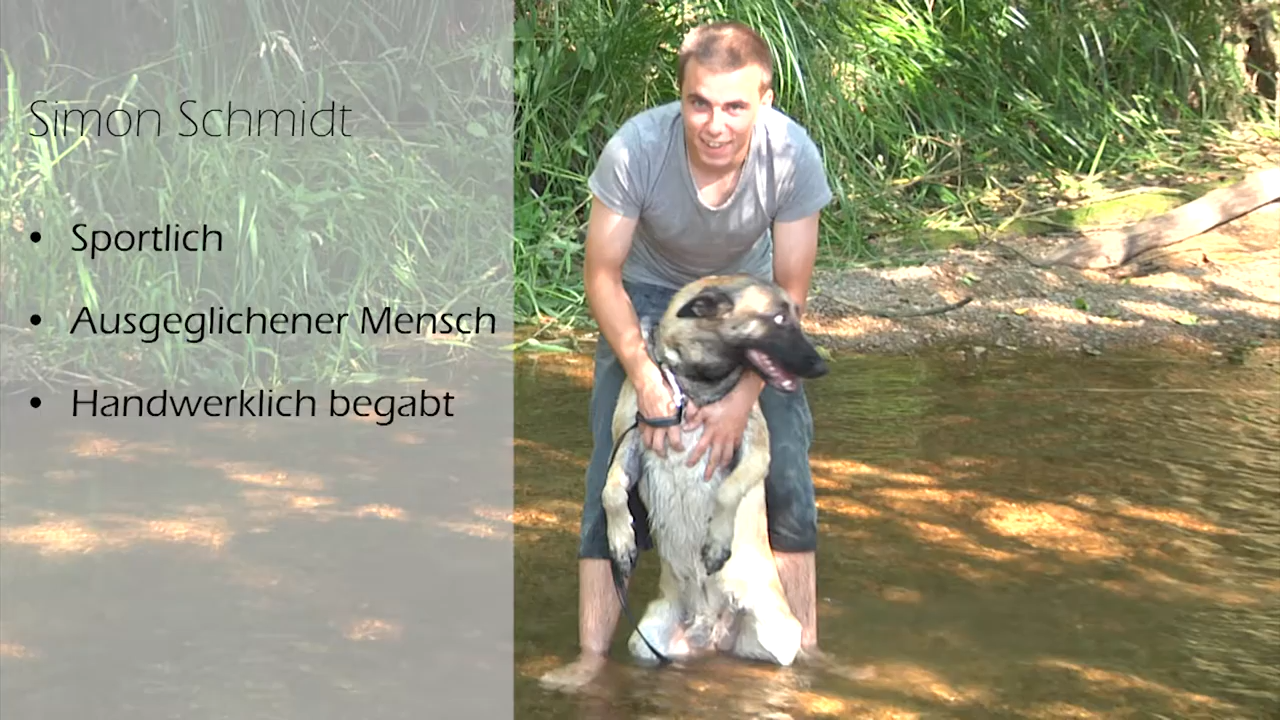 Simon Schmidt
• Sportlich
• Ausgeglichener Mensch
• Handwerklich begabt